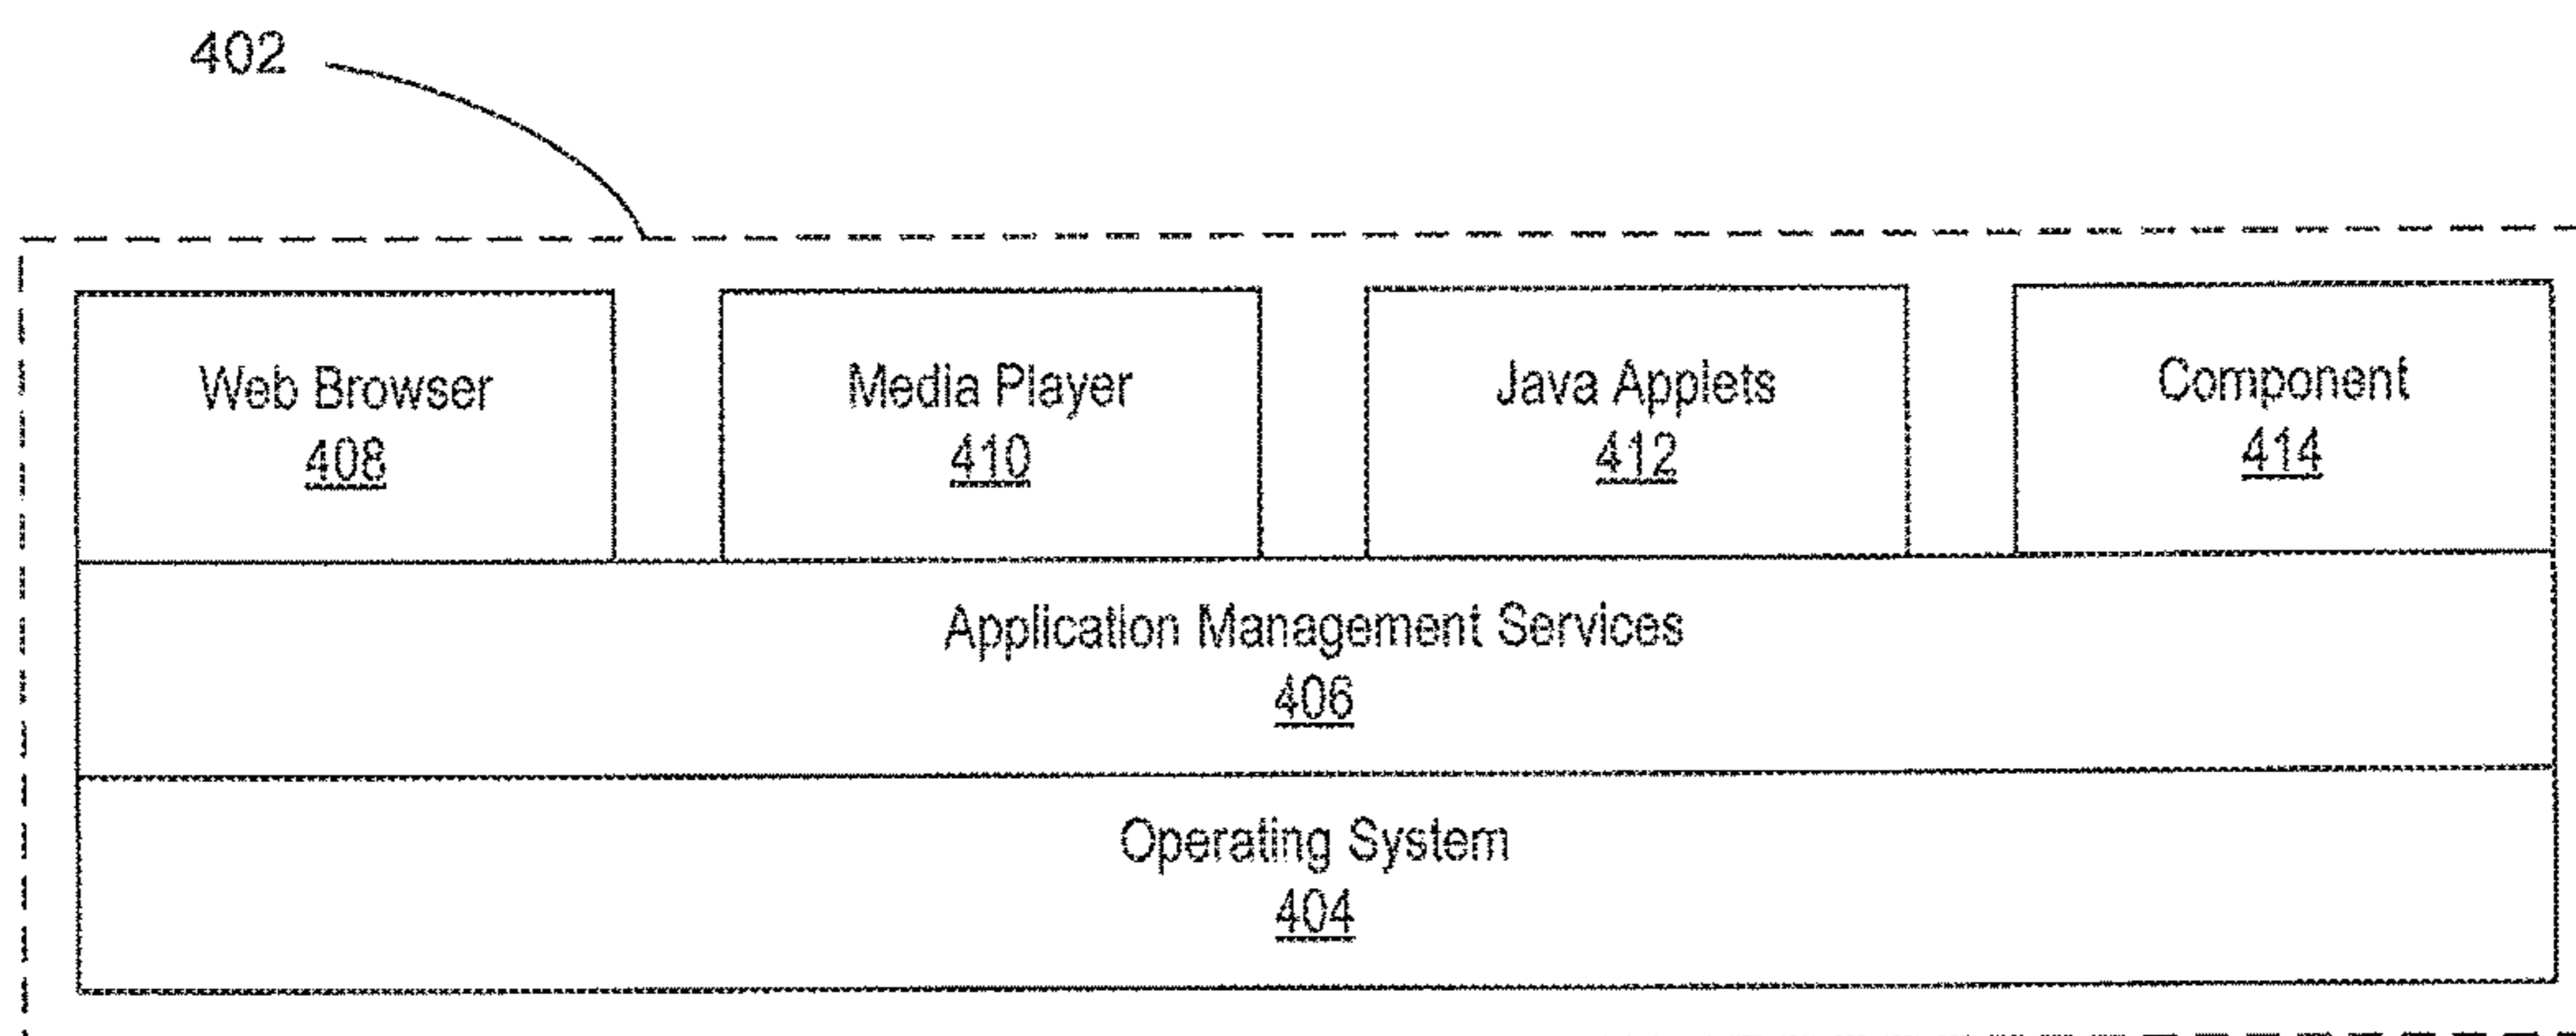 402
Web Browser
408
Media Player
410
Java Applets
412
Component
414
Application Management Services
406
Operating System
404